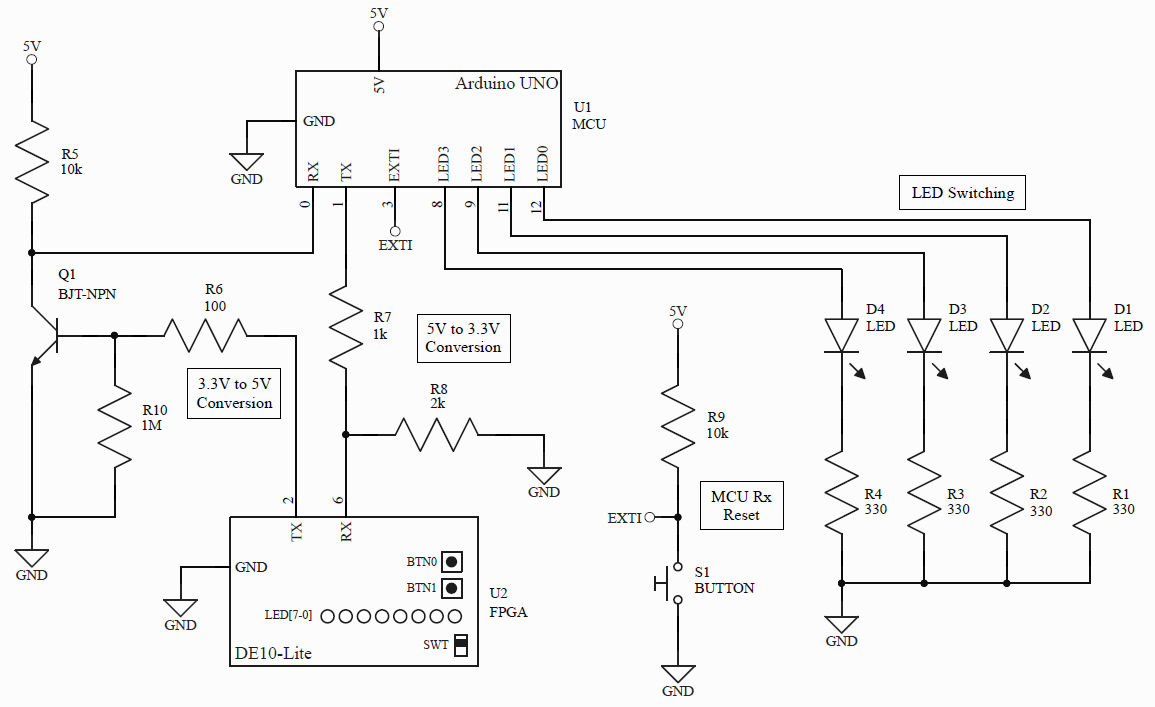 5V
5V
5V
Arduino UNO
U1
MCU
GND
GND
RX
TX
EXTI
LED3
LED2
LED1
LED0
0
1
3
8
9
11
12
EXTI
R5
10k
LED Switching
Q1
BJT-NPN
R6
100
R7
1k
5V to 3.3V
Conversion
3.3V to 5V
Conversion
R10
1M
R8
2k
GND
5V
R9
10k
MCU Rx
Reset
EXTI
S1
BUTTON
GND
D4
LED
D3
LED
D2
LED
D1
LED
R4
330
R3
330
R2
330
R1
330
GND
GND
2
6
TX
RX
GND
GND
BTN0
BTN1
LED[7-0]
SWT
DE10-Lite
U2
FPGA